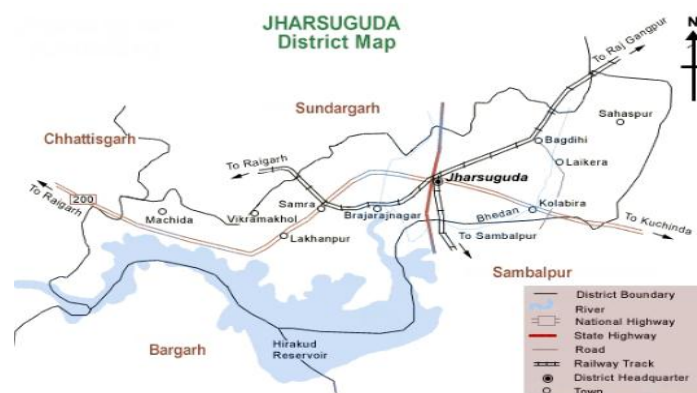 JHARSUGUDA
District Map
N
To Raj Gangpur
Sundargarh
Sahaspur
Chhattisgarh
Bagdihi
To Raigarh
Laikera
To Raigarh
200
Jharsuguda
Machida
Vikramakhol
Samra
Brajarajnagar
Kolabira
Bhedan
To Kuchinda
Lakhanpur
To Sambalpur
Sambalpur
Bargarh
Hirakud
Reservoir
District Boundary
River
National Highway
State Highway
Road
Railway Track
District Headquarter
Town